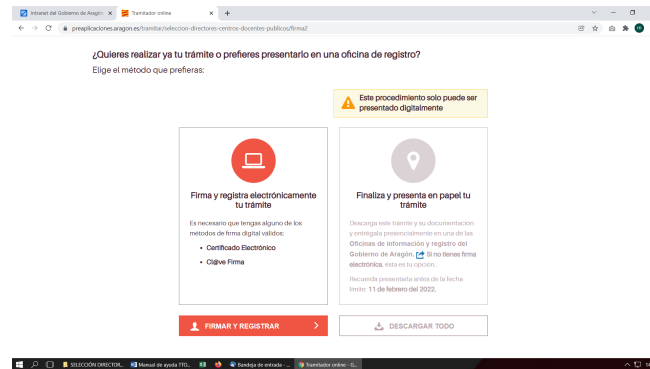 Intranet del Gobierno de Aragón
Tramitador online
preaplicaciones.aragon.es/tramitar/seleccion-directores-centros-docentes-publicos/firma2
¿Quieres realizar ya tu trámite o prefieres presentarlo en una oficina de registro?
Elige el método que prefieras:
Este procedimiento solo puede ser
presentado digitalmente
Firma y registra electrónicamente
tu trámite
Es necesario que tengas alguno de los
métodos de firma digital válidos:
• Certificado Electrónico
• Cl@ve Firma
FIRMAR Y REGISTRAR
Finaliza y presenta en papel tu
trámite
Descarga este trámite y su documentación
y entrégala presencialmente en una de las
Oficinas de información y registro del
Gobierno de Aragón. Si no tienes firma
electrónica, esta es tu opción.
Recuerda presentarla antes de la fecha
límite: 11 de febrero del 2022.
DESCARGAR TODO
SELECCIÓN DIRECTOR...
Manual de ayuda TTO...
Bandeja de entrada - ...
Tramitador online - G...